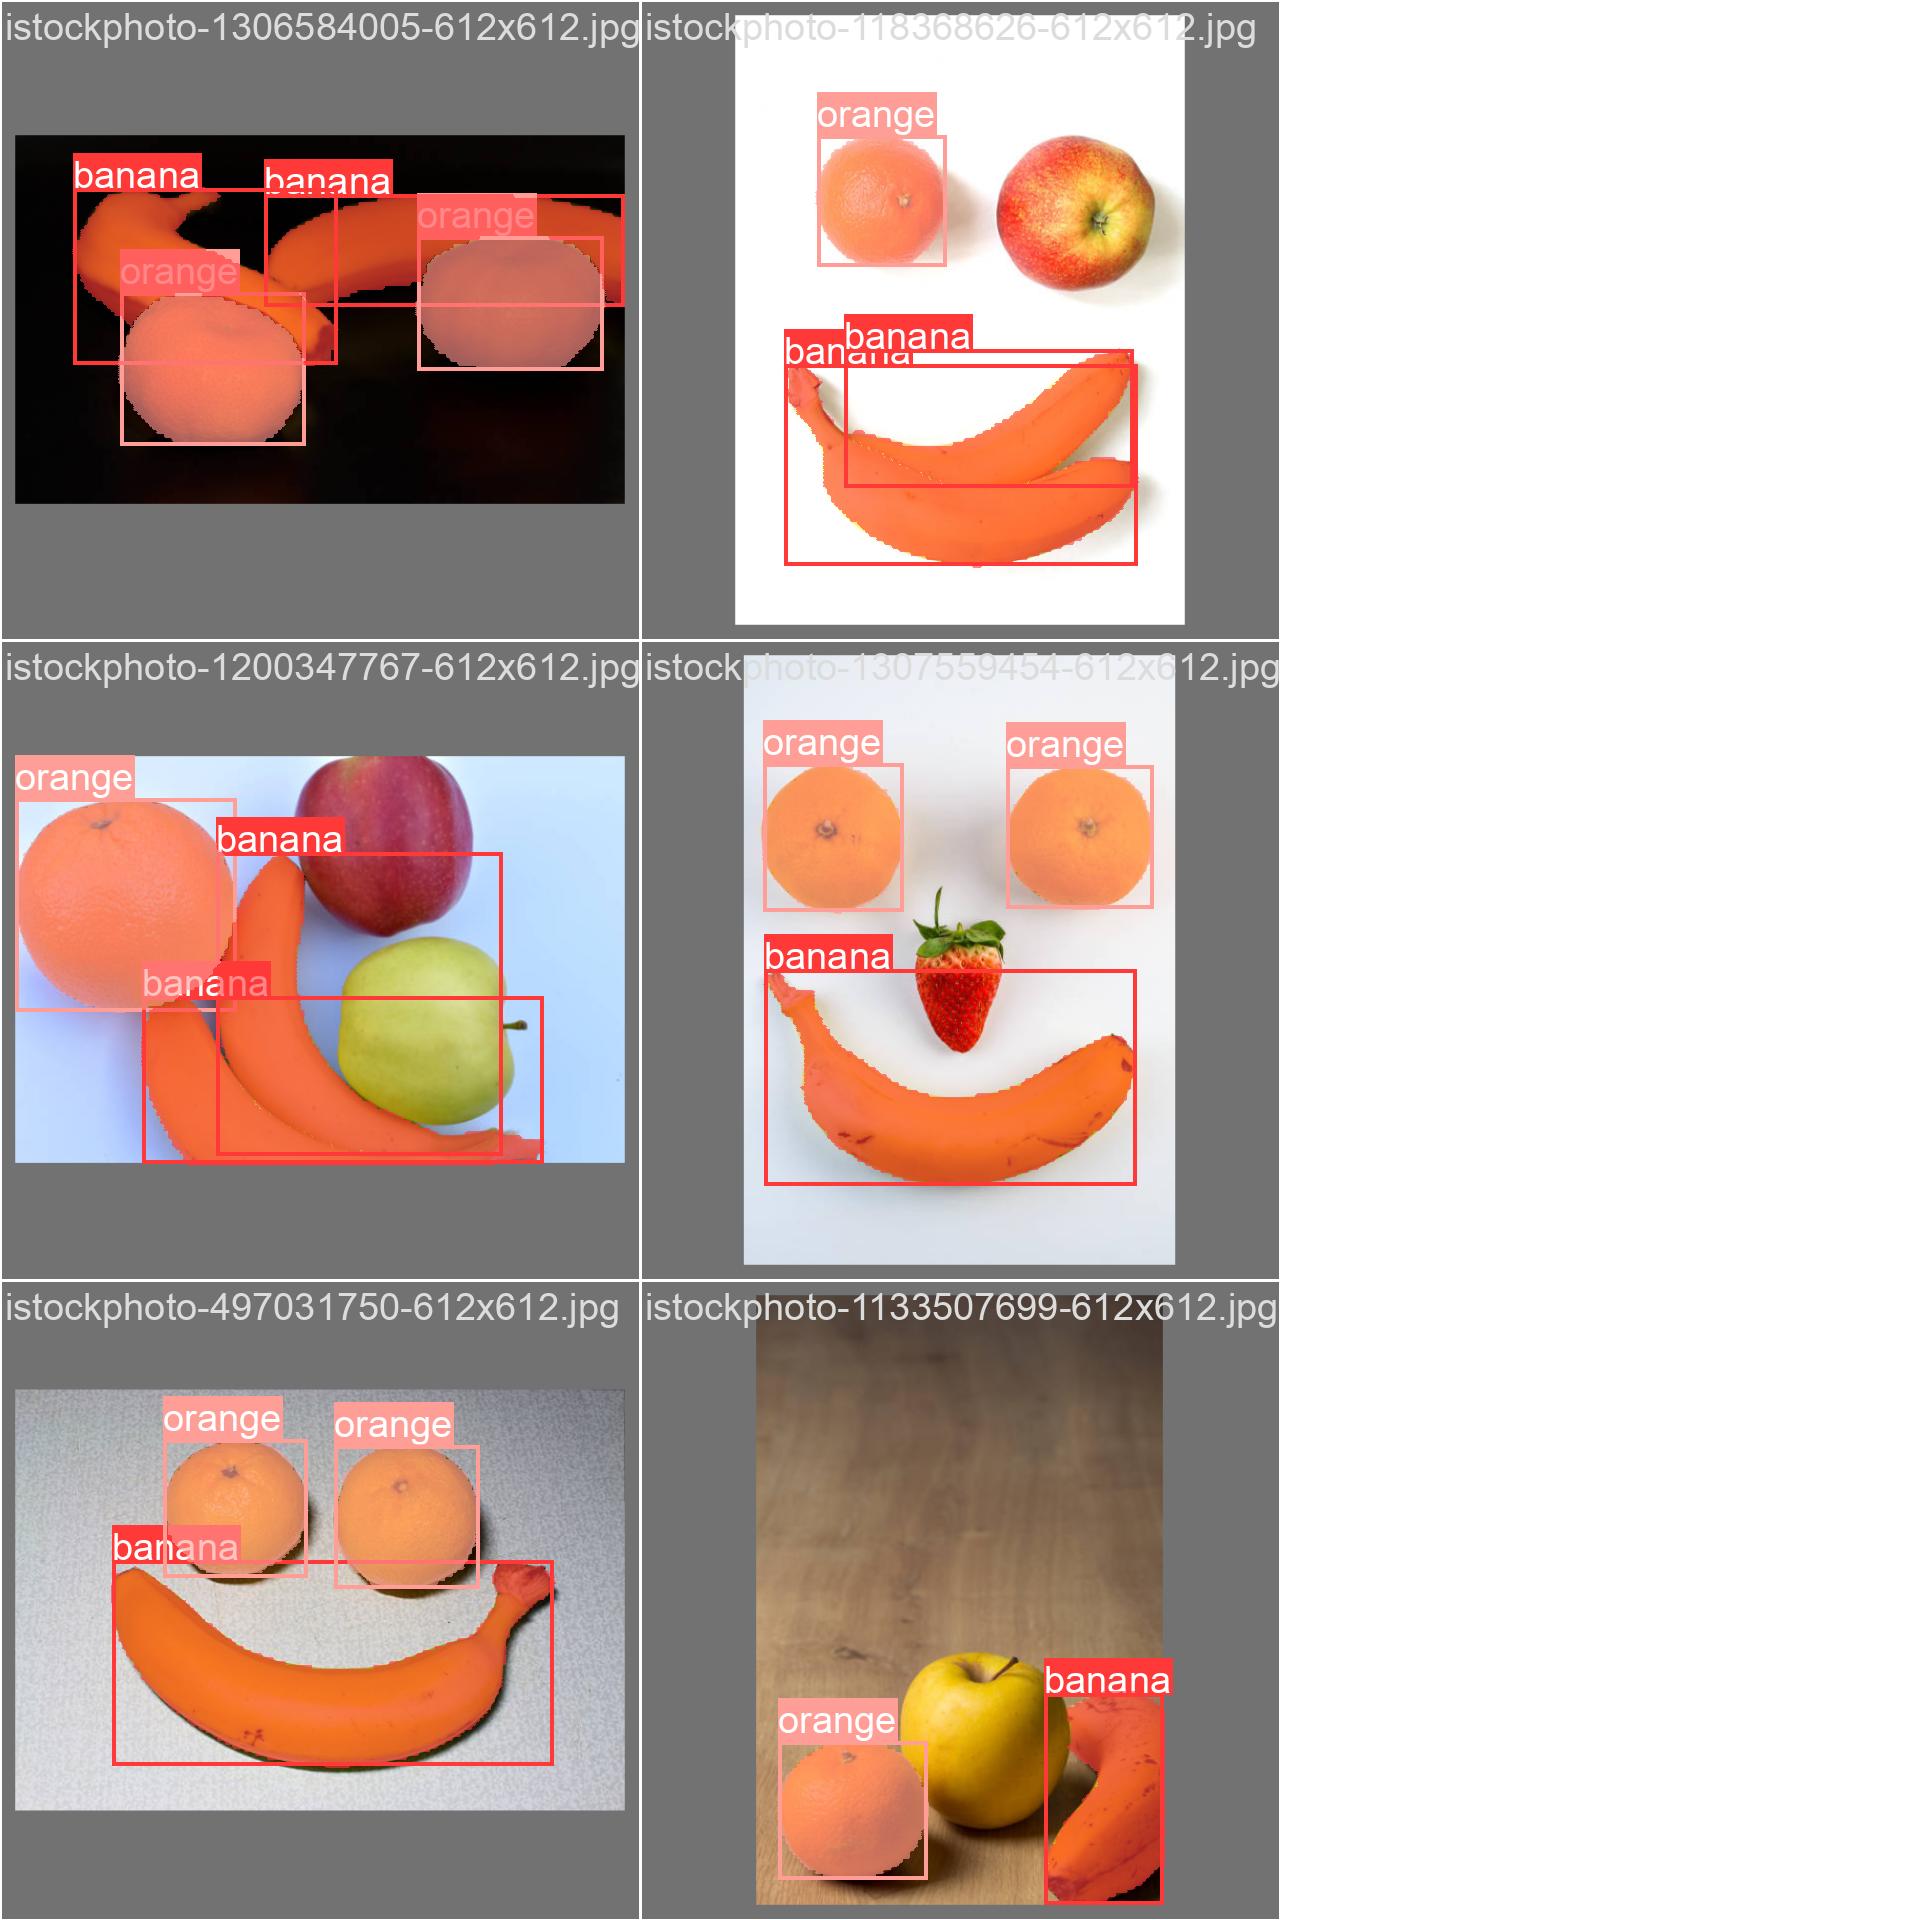 istockphoto-1306584005-612x612.jpg
banana
banana
orange
orange
istockphoto-118368626-612x612.jpg
orange
banana
banana
istockphoto-1200347767-612x612.jpg
orange
banana
banana
istockphoto-1307559454-612x612.jpg
orange
orange
banana
istockphoto-497031750-612x612.jpg
orange
orange
banana
istockphoto-1133507699-612x612.jpg
banana
orange